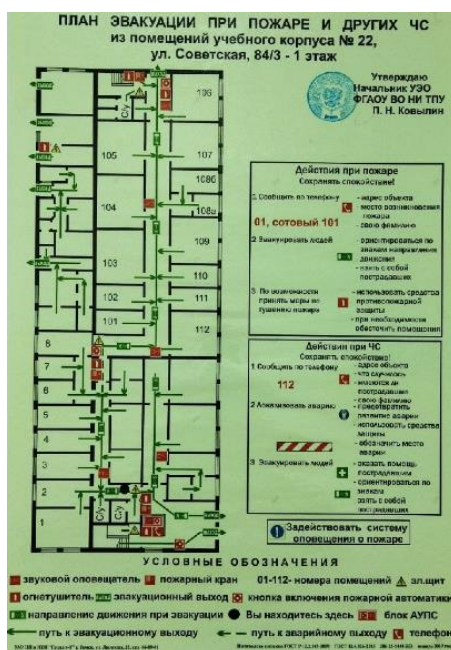 ПЛАН ЭВАКУАЦИИ ПРИ ПОЖАРЕ И ДРУГИХ ЧС
из помещений учебного корпуса № 22,
ул. Советская, 84/3 - 1 этаж
Утверждаю
Начальник УЭО
ФГАОУ ВО НИ ТПУ
П. Н. Ковылин
106
105
107
108б
104
108а
109
103
110
102
111
101
112
8
7
6
5
4
3
2
1
С/у
С/у
С/у
Действия при пожаре
Сохранять спокойствие!
1 Сообщить по телефону
- адрес объекта
- место возникновения пожара
- свою фамилию
01, сотовый 101
2 Эвакуировать людей
- ориентироваться по знакам направления движения
- взять с собой пострадавших
3 По возможности принять меры по тушению пожара
- использовать средства противопожарной защиты
- при необходимости обесточить помещения
Действия при ЧС
Сохранять спокойствие!
1 Сообщить по телефону
- адрес объекта
- что случилось
- имеются ли пострадавшие
- свою фамилию
112
2 Локализовать аварию
- предотвратить развитие аварии
- использовать средства защиты
- обозначить место аварии
3 Эвакуировать людей
- оказать помощь пострадавшим
- ориентироваться по знакам
- взять с собой пострадавших
Задействовать систему
оповещения о пожаре
УСЛОВНЫЕ ОБОЗНАЧЕНИЯ
звуковой оповещатель пожарный кран 01-112- номера помещений эл.щит
огнетушитель эвакуационный выход кнопка включения пожарной автоматики
направление движения при эвакуации Вы находитесь здесь блок АУПС
путь к эвакуационному выходу путь к аварийному выходу телефон